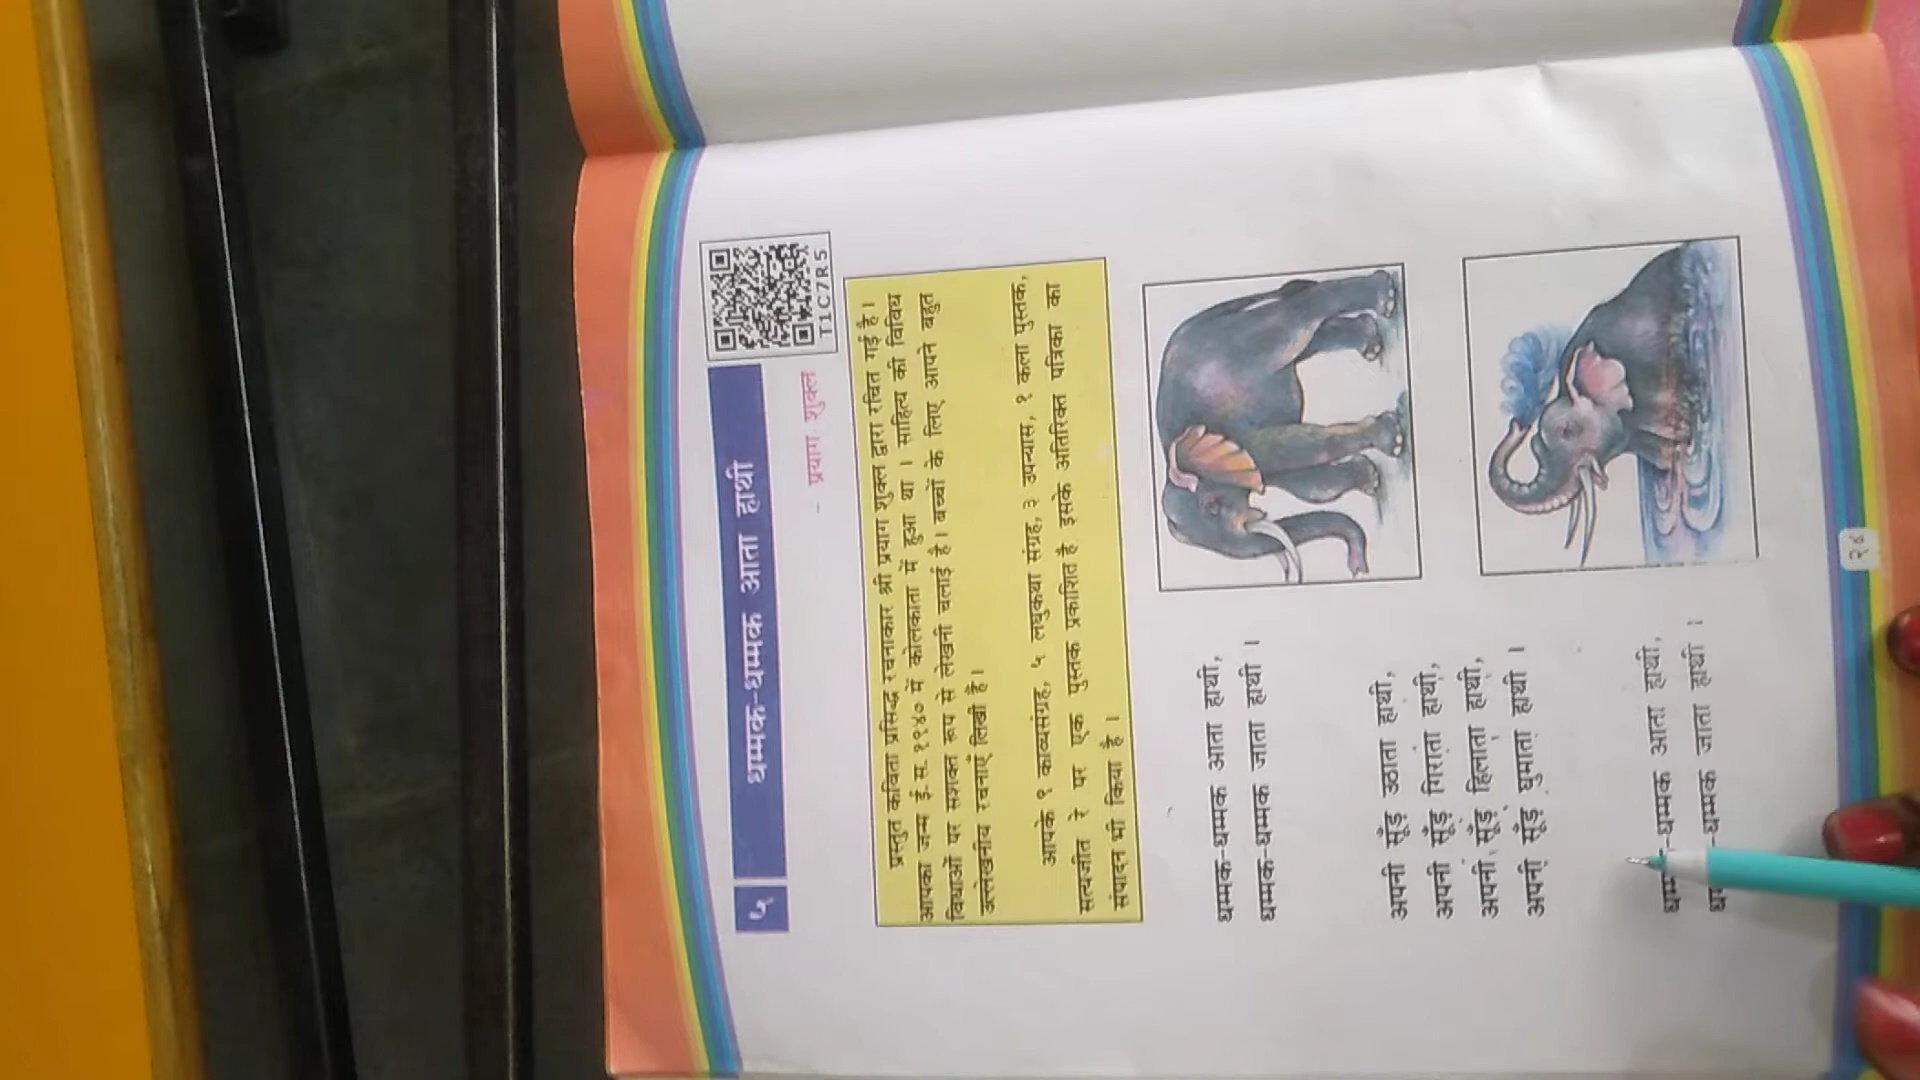 ५ धम्मक-धम्मक आता हाथी
T1C7R5
- प्रयाग शुक्ल
प्रस्तुत कविता प्रसिद्ध रचनाकार श्री प्रयाग शुक्ल द्वारा रचित गई है ।
आपका जन्म ई.स. १९४० में कोलकाता में हुआ था । साहित्य की विविध
विधाओं पर सशक्त रूप से लेखनी चलाई है । बच्चों के लिए आपने बहुत
उल्लेखनीय रचनाएँ लिखी हैं ।
आपके ९ काव्यसंग्रह, ५ लघुकथा संग्रह, ३ उपन्यास, १ कला पुस्तक,
सत्यजीत रे पर एक पुस्तक प्रकाशित है इसके अतिरिक्त पत्रिका का
संपादन भी किया है ।
धम्मक-धम्मक आता हाथी,
धम्मक-धम्मक जाता हाथी ।
अपनी सूँड़ उठाता हाथी,
अपनी सूँड़ गिराता हाथी,
अपनी सूँड़ हिलाता हाथी,
अपनी सूँड़ घुमाता हाथी ।
-धम्मक आता हाथी,
-धम्मक जाता हाथी ।
२४